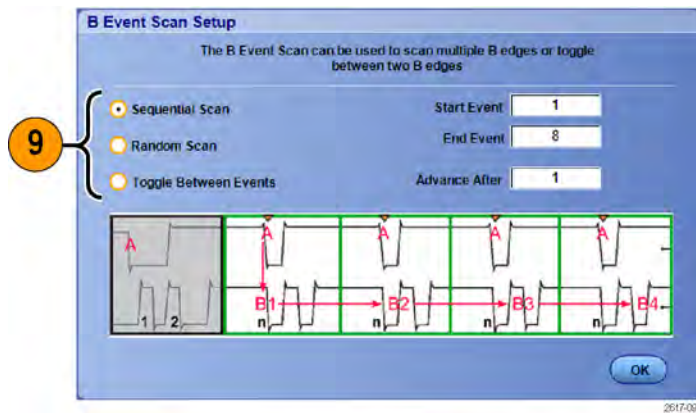 B Event Scan Setup
The B Event Scan can be used to scan multiple B edges or toggle
between two B edges
9
Sequential Scan
Random Scan
Toggle Between Events
Start Event 1
End Event 8
Advance After 1
A A A A A
B1 B2 B3 B4
1 2 n n n n
OK